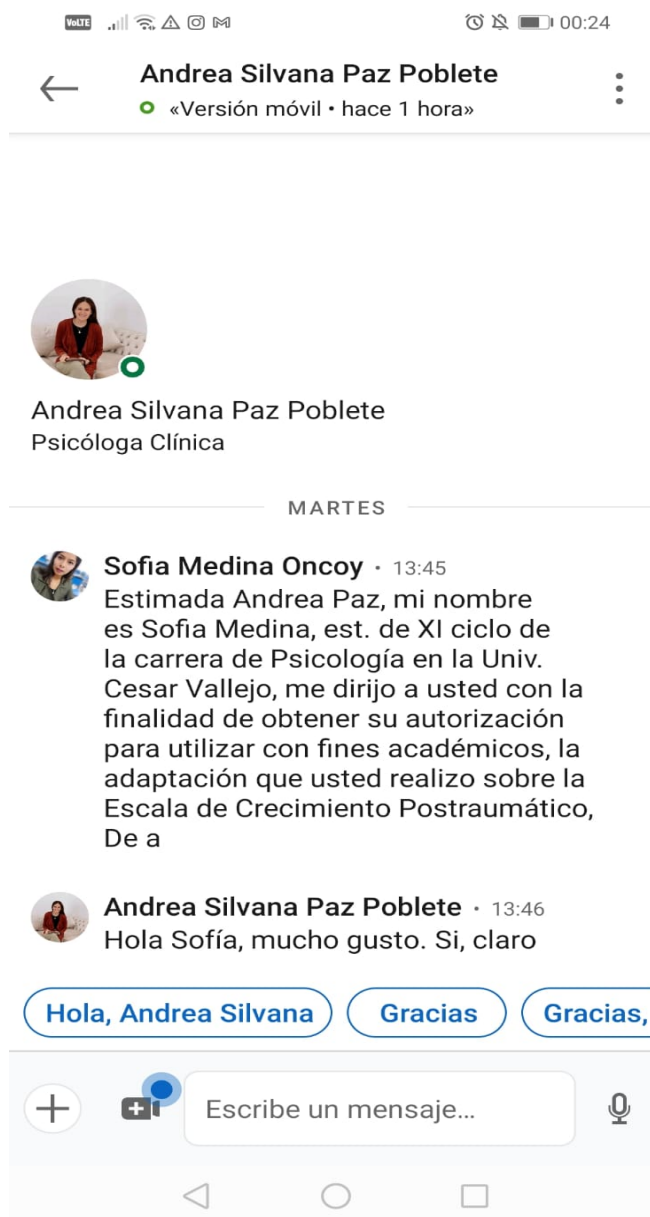 VoLTE 00:24
Andrea Silvana Paz Poblete
«Versión móvil • hace 1 hora»
Andrea Silvana Paz Poblete
Psicóloga Clínica
MARTES
Sofia Medina Oncoy • 13:45
Estimada Andrea Paz, mi nombre
es Sofia Medina, est. de XI ciclo de
la carrera de Psicología en la Univ.
Cesar Vallejo, me dirijo a usted con la
finalidad de obtener su autorización
para utilizar con fines académicos, la
adaptación que usted realizo sobre la
Escala de Crecimiento Postraumático,
De a
Andrea Silvana Paz Poblete • 13:46
Hola Sofía, mucho gusto. Si, claro
Hola, Andrea Silvana Gracias Gracias,
Escribe un mensaje...